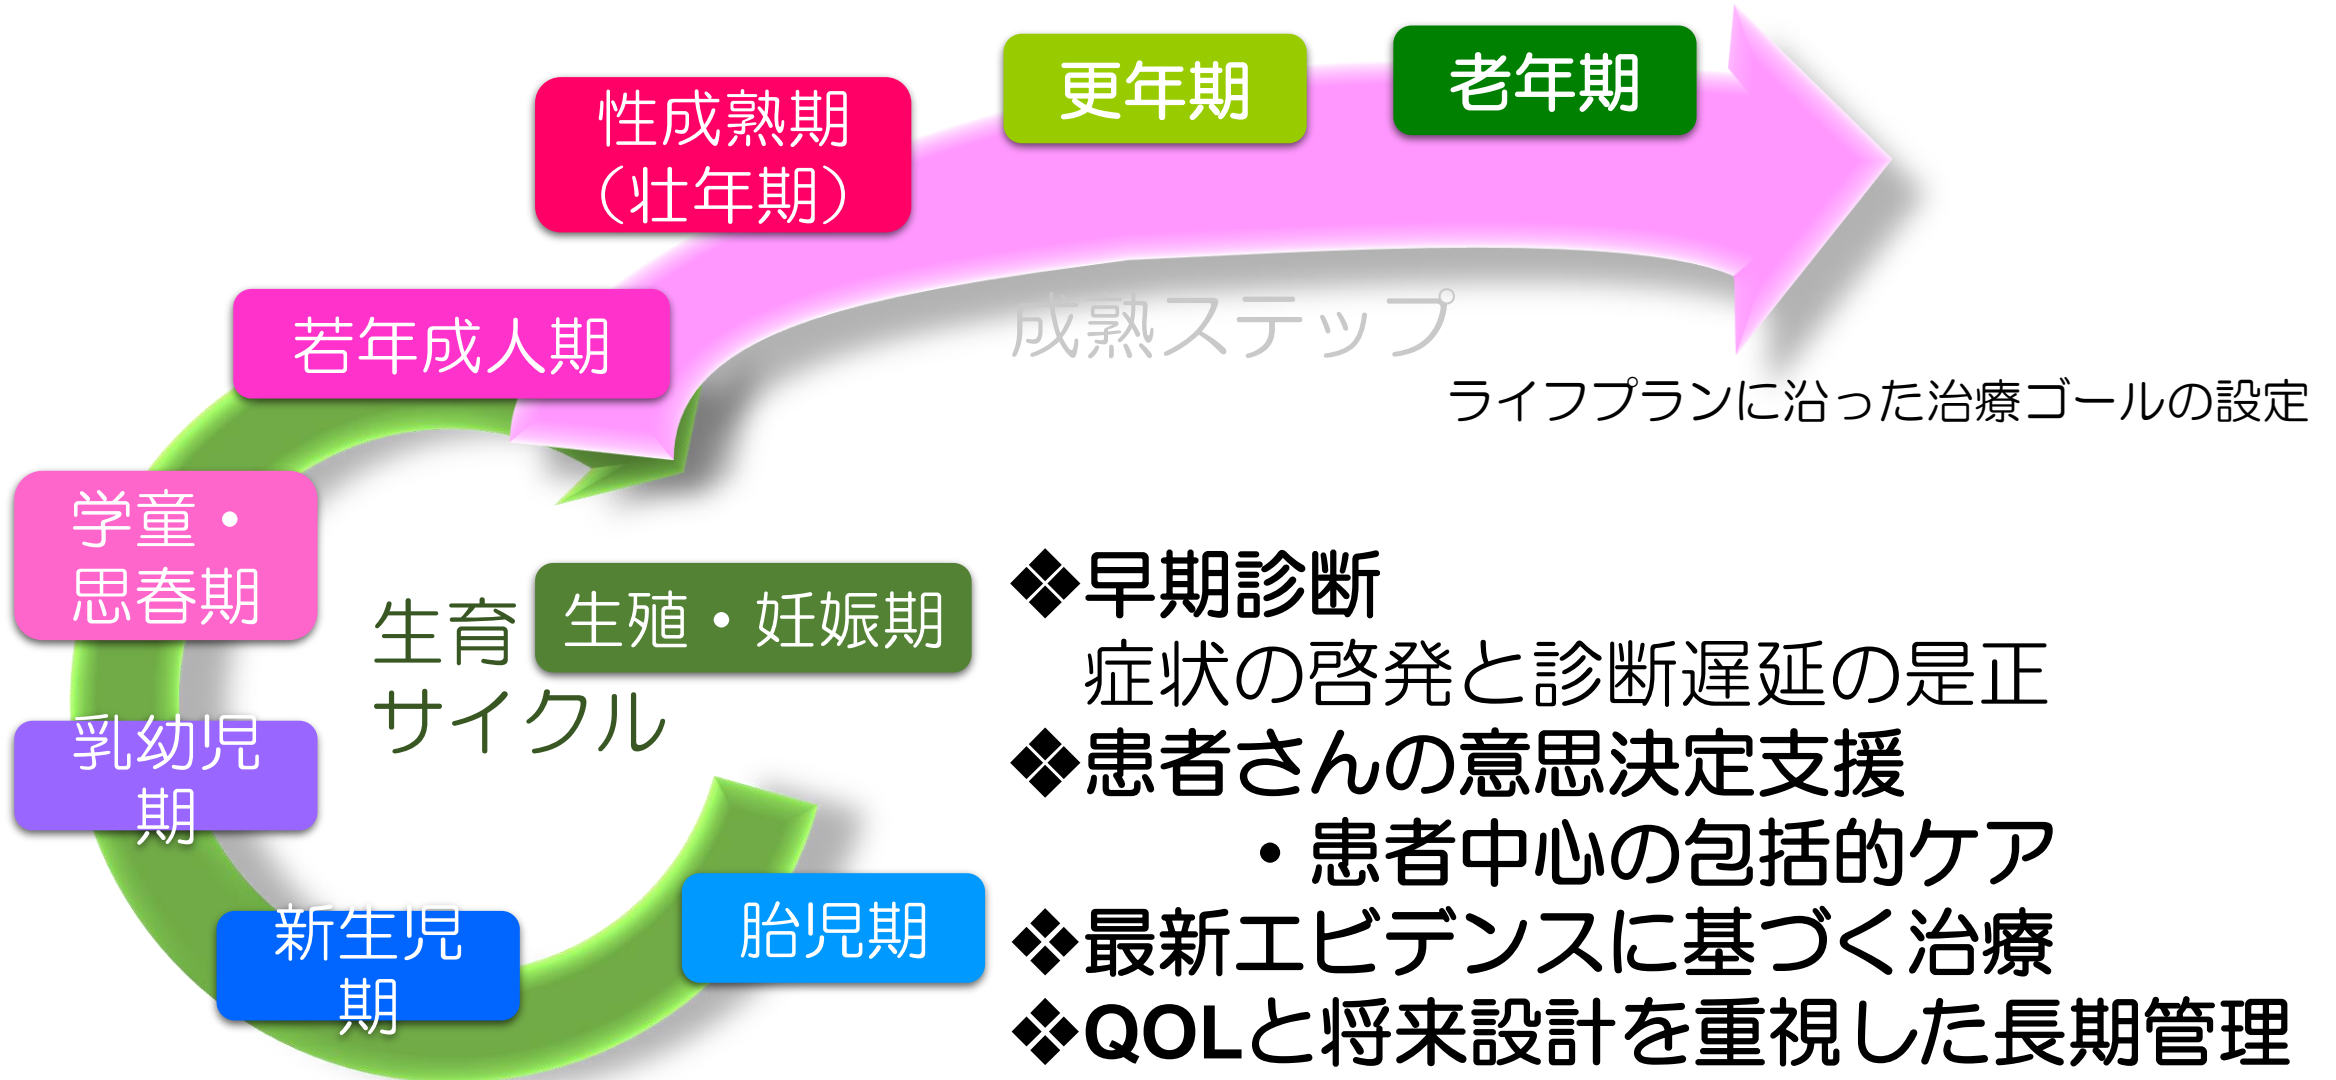 更年期
老年期
性成熟期
（壮年期）
成熟ステップ
若年成人期
ライフプランに沿った治療ゴールの設定
学童・
思春期
生育
サイクル
生殖・妊娠期
乳幼児
期
新生児
期
胎児期
❖早期診断
症状の啓発と診断遅延の是正
❖患者さんの意思決定支援
・患者中心の包括的ケア
❖最新エビデンスに基づく治療
❖QOLと将来設計を重視した長期管理